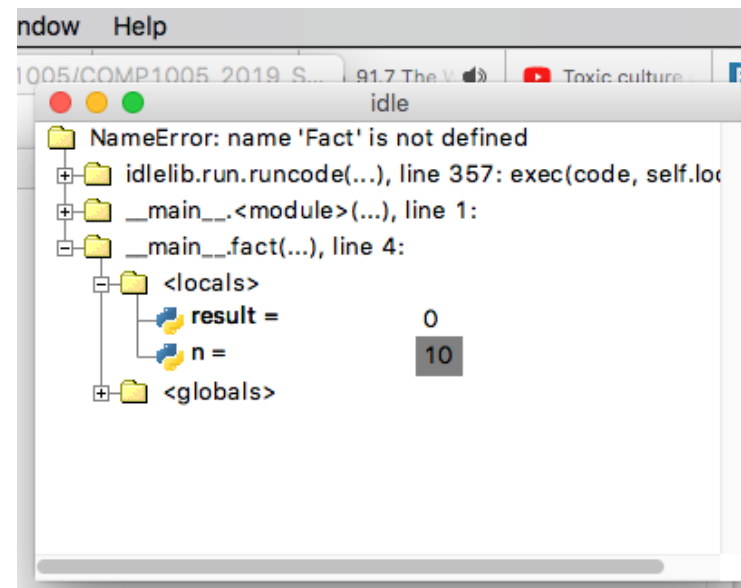 ndow Help
1005/COMP1005_2019_S... 91.7 The V Toxic culture
idle
NameError: name 'Fact' is not defined
idlelib.run.runcode(...), line 357: exec(code, self.loc
__main__.<module>(...), line 1:
__main__.fact(...), line 4:
<locals>
result = 0
n = 10
<globals>